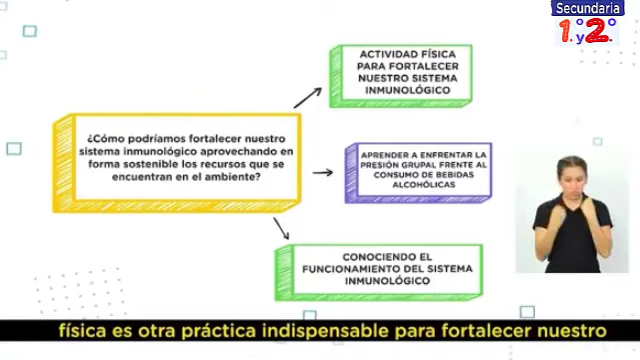 Secundaria
1.° y 2.°
ACTIVIDAD FÍSICA
PARA FORTALECER
NUESTRO SISTEMA
INMUNOLÓGICO
¿Cómo podríamos fortalecer nuestro
sistema inmunológico aprovechando en
forma sostenible los recursos que se
encuentran en el ambiente?
APRENDER A ENFRENTAR LA
PRESIÓN GRUPAL FRENTE AL
CONSUMO DE BEBIDAS
ALCOHÓLICAS
CONOCIENDO EL
FUNCIONAMIENTO DEL SISTEMA
INMUNOLÓGICO
física es otra práctica indispensable para fortalecer nuestro